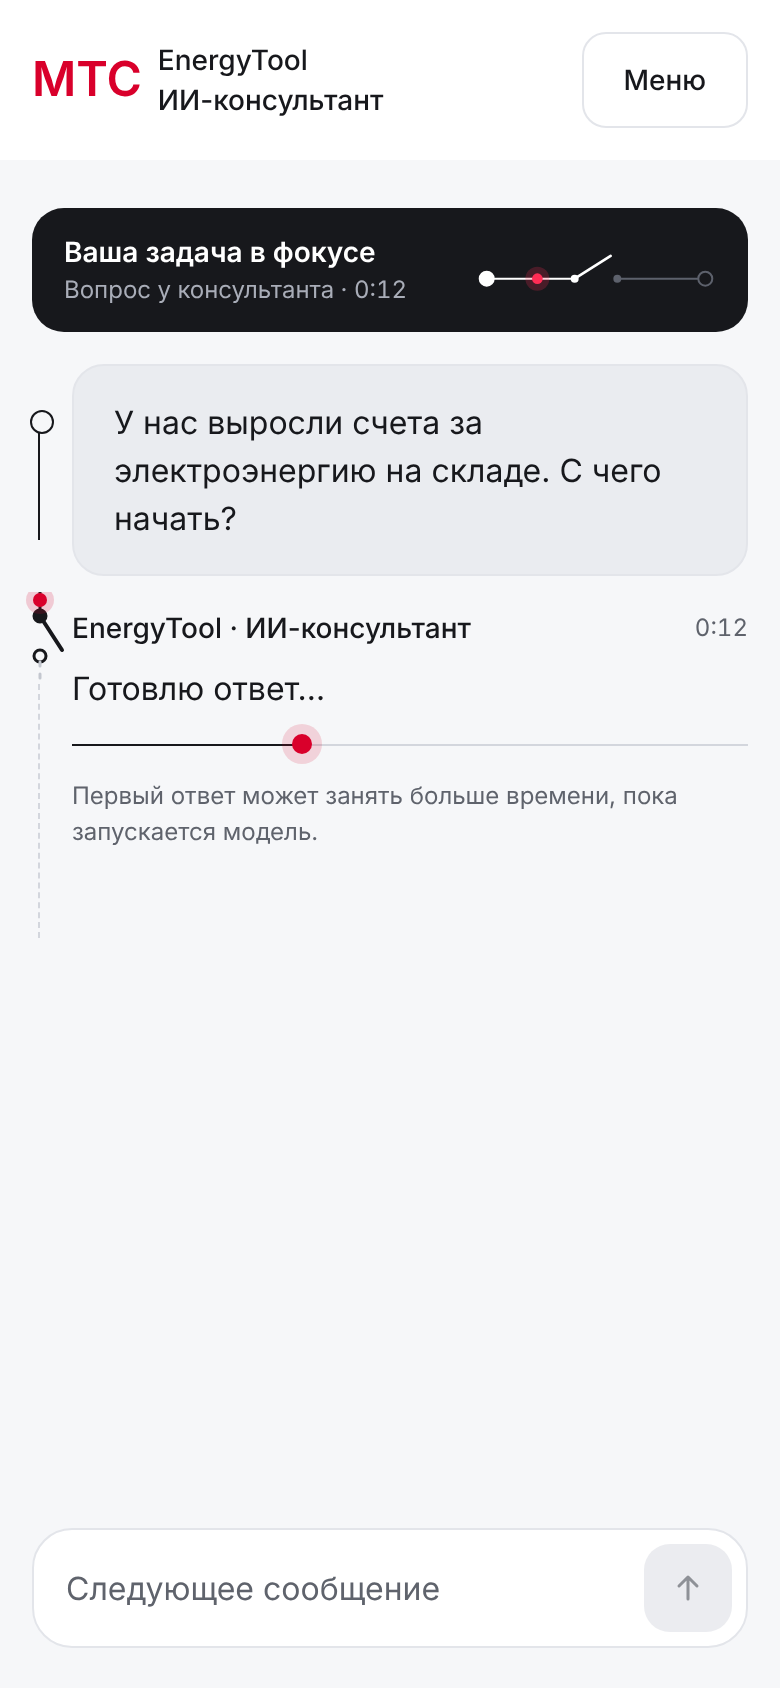 МТС
EnergyTool
ИИ-консультант
Меню
Ваша задача в фокусе
Вопрос у консультанта · 0:12
У нас выросли счета за
электроэнергию на складе. С чего
начать?
EnergyTool · ИИ-консультант
0:12
Готовлю ответ...
Первый ответ может занять больше времени, пока
запускается модель.
Следующее сообщение